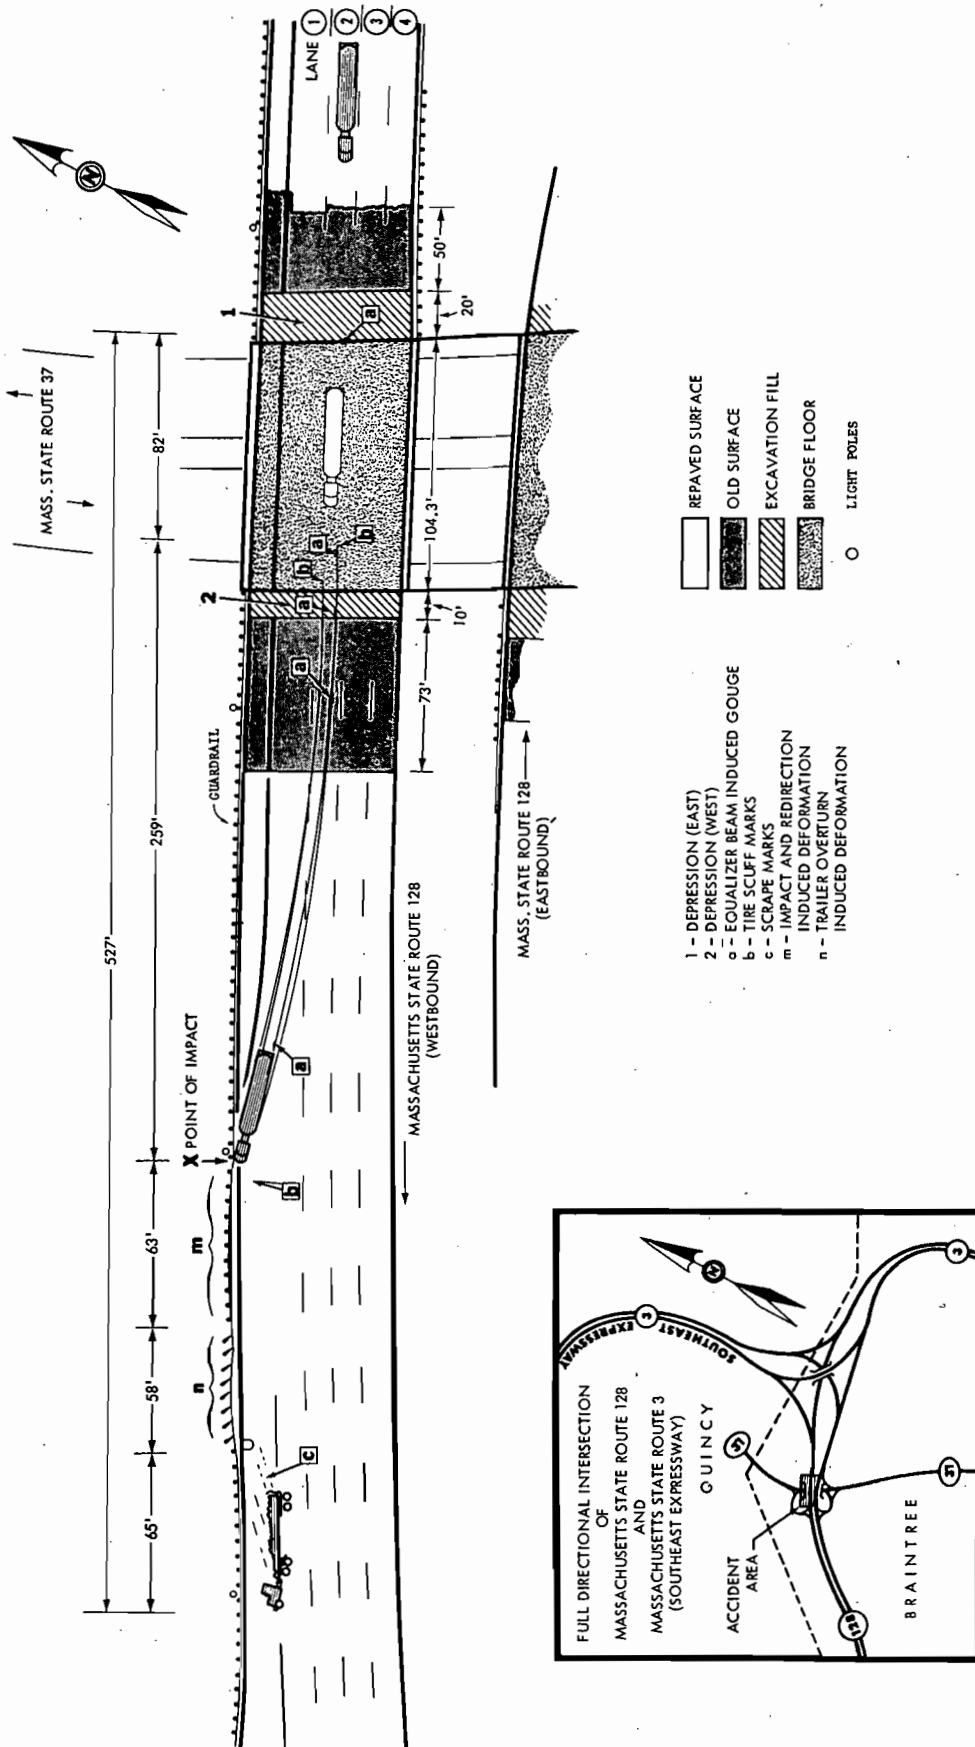 LANE
1
2
3
4
N
MASS. STATE ROUTE 37
527'
82'
259'
63'
58'
65'
1
a
50'
20'
104.3'
2
a
b
a
b
10'
a
73'
GUARDRAIL
X POINT OF IMPACT
a
b
m
n
c
MASSACHUSETTS STATE ROUTE 128
(WESTBOUND)
MASS. STATE ROUTE 128
(EASTBOUND)
REPAVED SURFACE
OLD SURFACE
EXCAVATION FILL
BRIDGE FLOOR
LIGHT POLES
1 - DEPRESSION (EAST)
2 - DEPRESSION (WEST)
a - EQUALIZER BEAM INDUCED GOUGE
b - TIRE SCUFF MARKS
c - SCRAPE MARKS
m - IMPACT AND REDIRECTION
INDUCED DEFORMATION
n - TRAILER OVERTURN
INDUCED DEFORMATION
FULL DIRECTIONAL INTERSECTION
OF
MASSACHUSETTS STATE ROUTE 128
AND
MASSACHUSETTS STATE ROUTE 3
(SOUTHEAST EXPRESSWAY)
N
3
SOUTHEAST
EXPRESSWAY
3
QUINCY
37
37
ACCIDENT
AREA
128
BRAINTREE